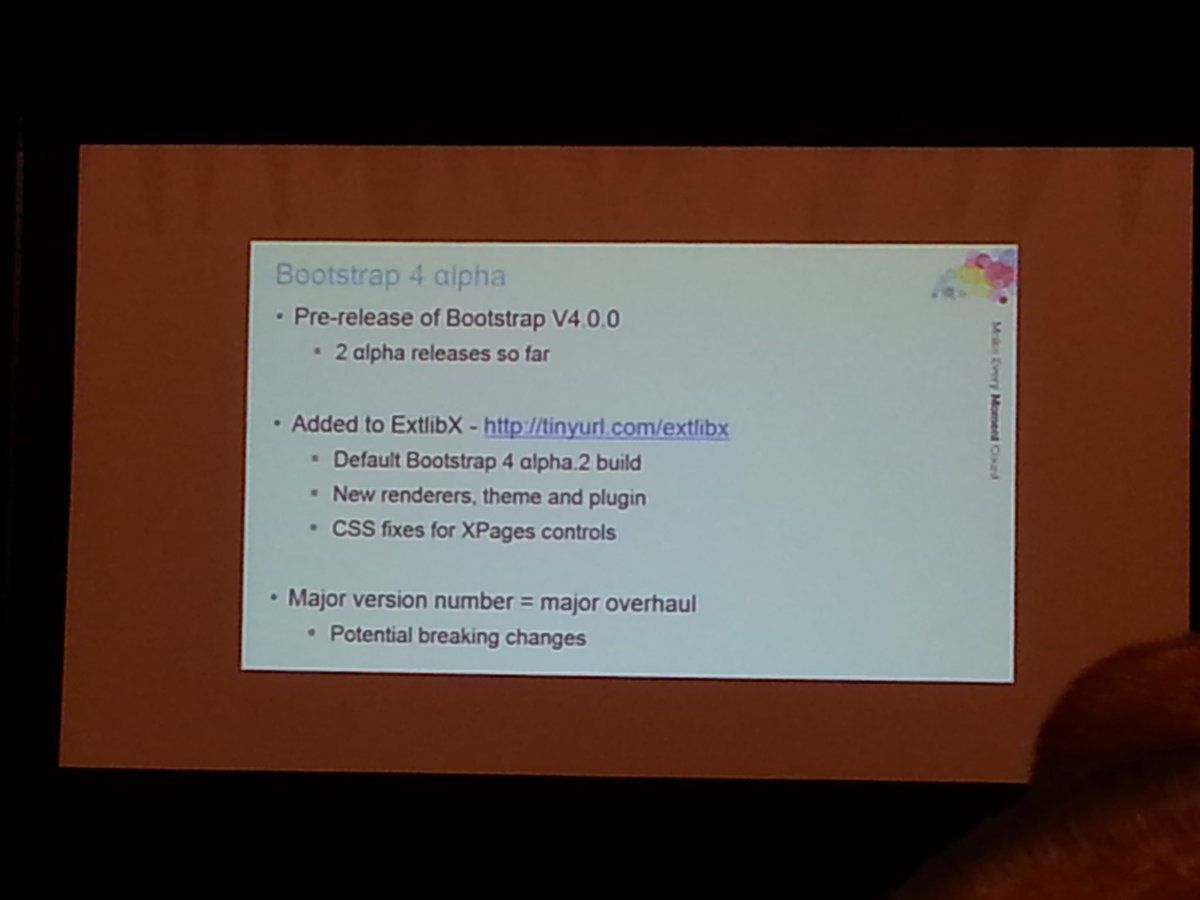 Bootstrap 4 alpha
• Pre-release of Bootstrap V4.0.0
▪ 2 alpha releases so far
• Added to ExtlibX - http://tinyurl.com/extlibx
▪ Default Bootstrap 4 alpha.2 build
▪ New renderers, theme and plugin
▪ CSS fixes for XPages controls
• Major version number = major overhaul
▪ Potential breaking changes
Make Every Moment Count